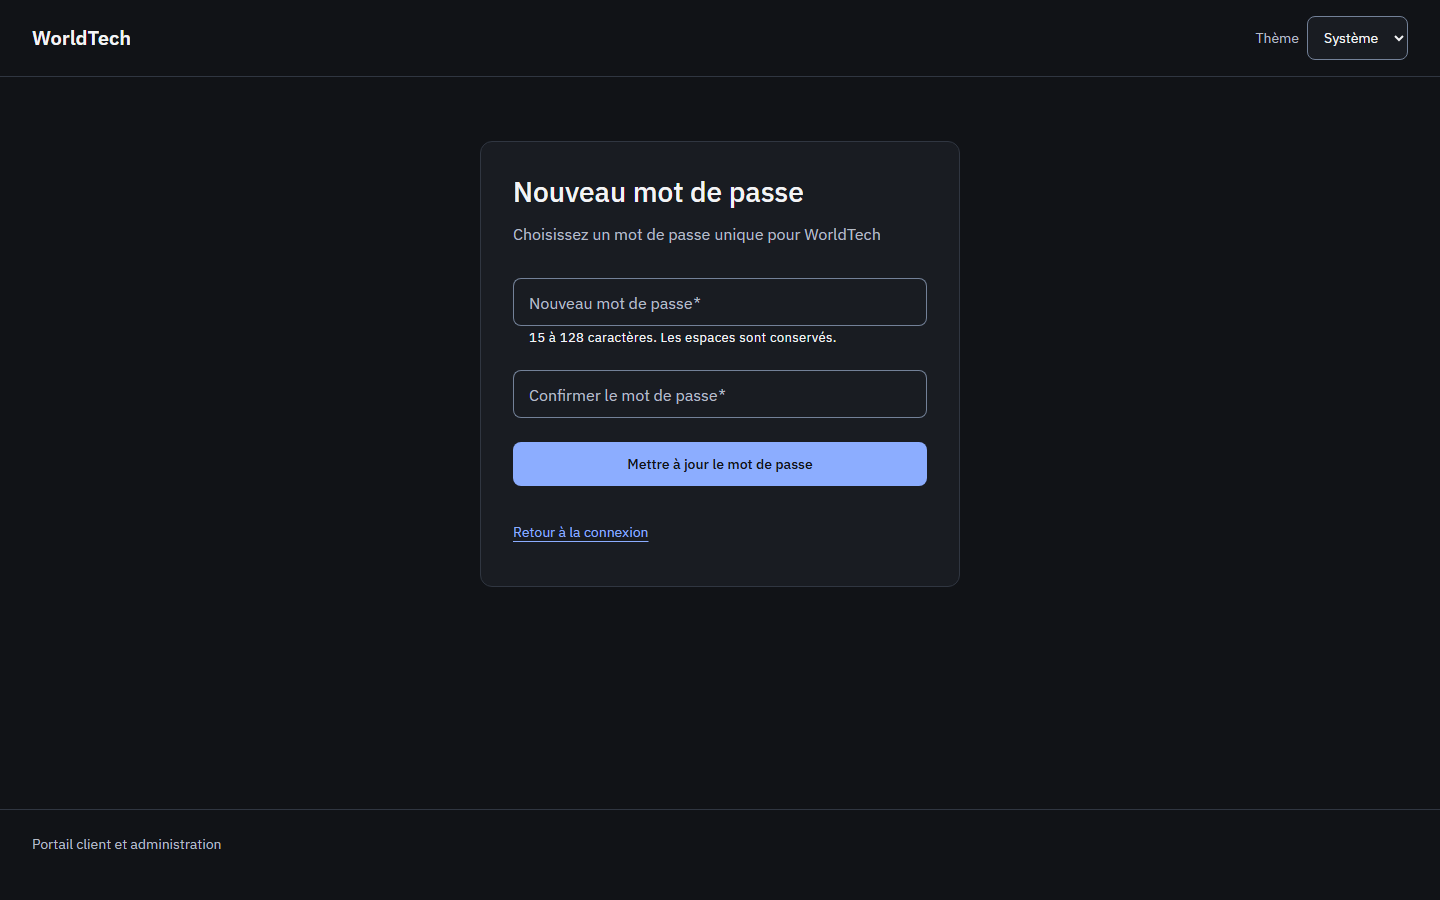 WorldTech
Thème
Système
Nouveau mot de passe
Choisissez un mot de passe unique pour WorldTech
Nouveau mot de passe*
15 à 128 caractères. Les espaces sont conservés.
Confirmer le mot de passe*
Mettre à jour le mot de passe
Retour à la connexion
Portail client et administration